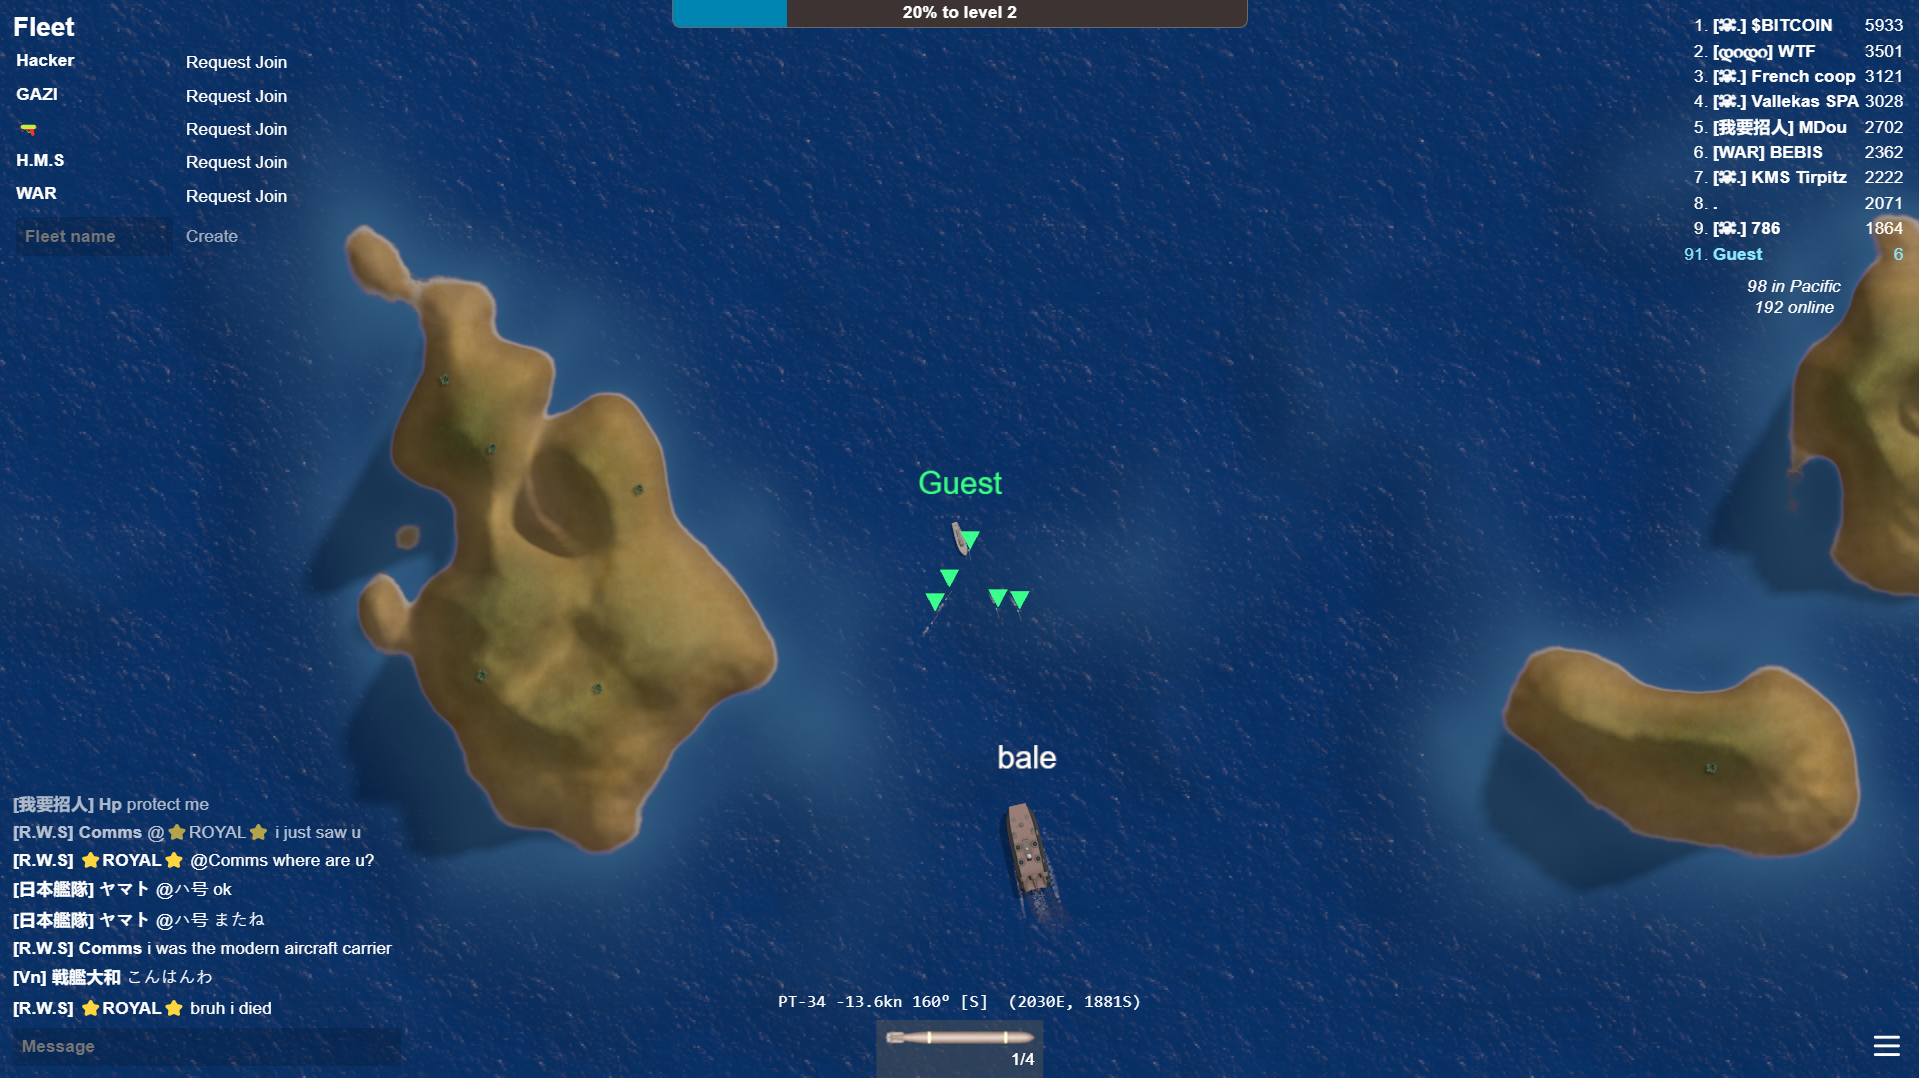 20% to level 2
Fleet
Hacker Request Join
GAZI Request Join
Request Join
H.M.S Request Join
WAR Request Join
Fleet name Create
1. [☠.] $BITCOIN 5933
2. [ღoღo] WTF 3501
3. [☠.] French coop 3121
4. [☠.] Vallekas SPA 3028
5. [我要招人] MDou 2702
6. [WAR] BEBIS 2362
7. [☠.] KMS Tirpitz 2222
8. . 2071
9. [☠.] 786 1864
91. Guest 6
98 in Pacific
192 online
Guest
bale
[我要招人] Hp protect me
[R.W.S] Comms @⭐ROYAL⭐ i just saw u
[R.W.S] ⭐ROYAL⭐ @Comms where are u?
[日本艦隊] ヤマト @ハ号 ok
[日本艦隊] ヤマト @ハ号 またね
[R.W.S] Comms i was the modern aircraft carrier
[Vn] 戦艦大和 こんはんわ
[R.W.S] ⭐ROYAL⭐ bruh i died
Message
PT-34 -13.6kn 160° [S] (2030E, 1881S)
1/4